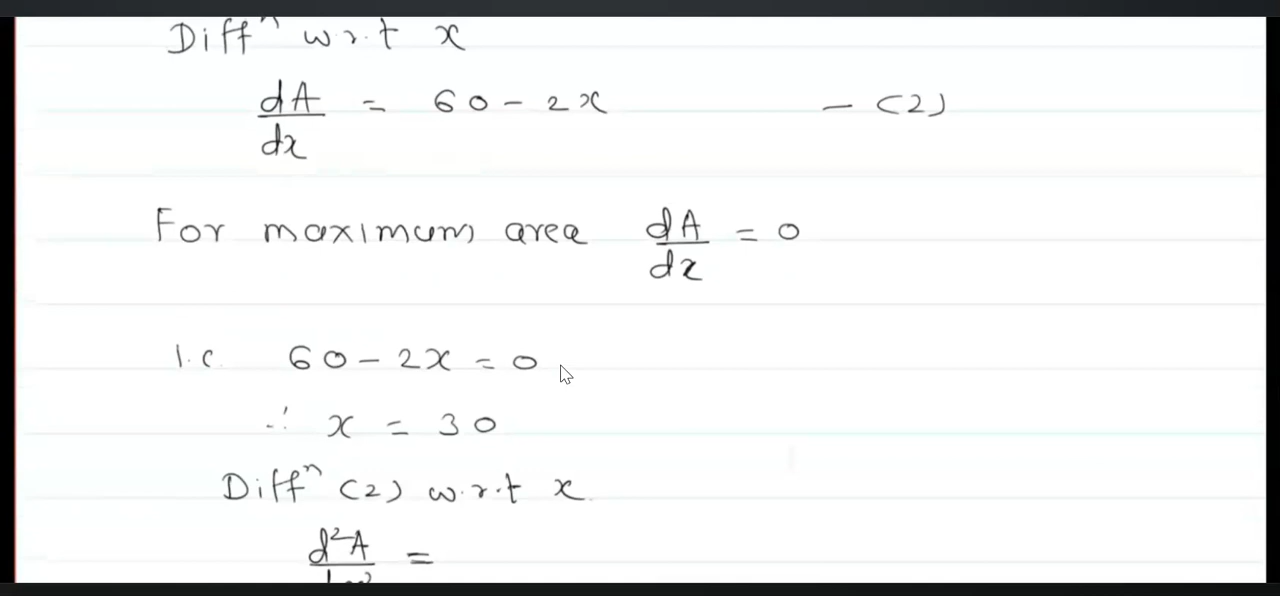 Diffⁿ w.r.t x
dA/dx = 60 - 2x - (2)
For maximum area dA/dx = 0
i.e. 60 - 2x = 0
∴ x = 30
Diffⁿ (2) w.r.t x
d²A/dx² =